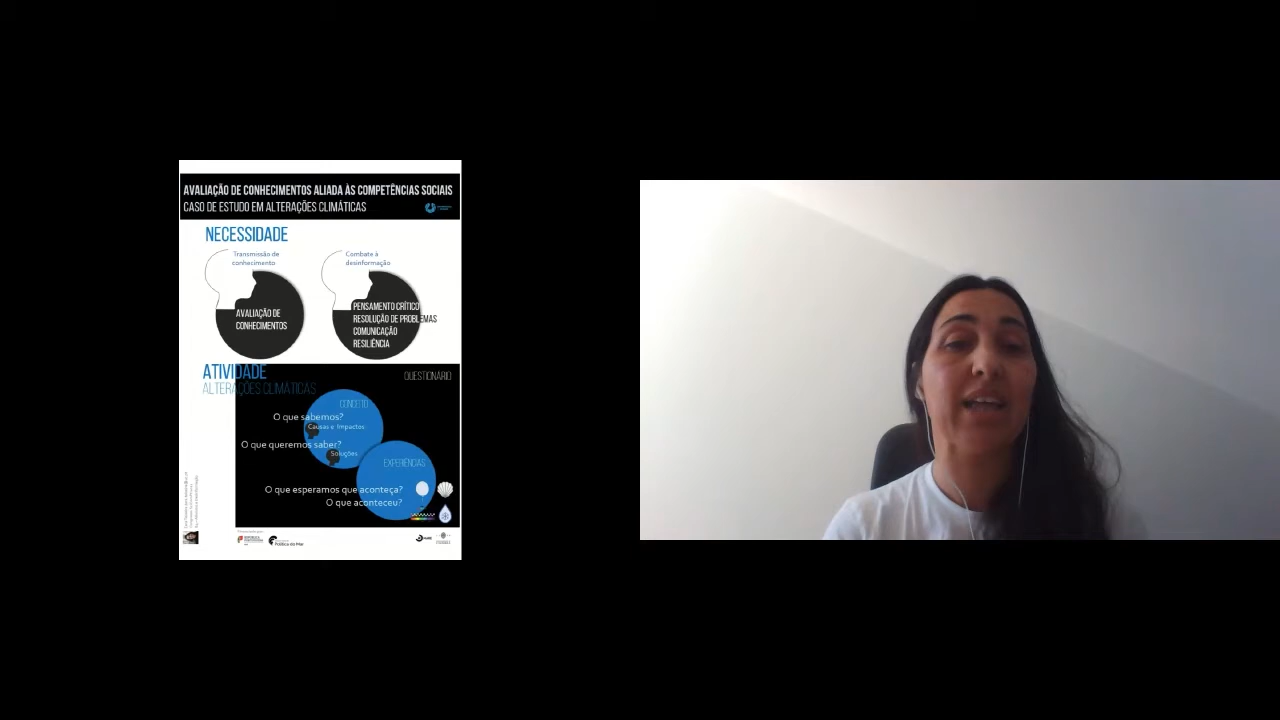 AVALIAÇÃO DE CONHECIMENTOS ALIADA ÀS COMPETÊNCIAS SOCIAIS
CASO DE ESTUDO EM ALTERAÇÕES CLIMÁTICAS
NECESSIDADE
Transmissão de
conhecimento
AVALIAÇÃO DE
CONHECIMENTOS
Combate à
desinformação
PENSAMENTO CRÍTICO
RESOLUÇÃO DE PROBLEMAS
COMUNICAÇÃO
RESILIÊNCIA
ATIVIDADE
ALTERAÇÕES CLIMÁTICAS
QUESTIONÁRIO
CONCEITO
O que sabemos?
Causas e Impactos
O que queremos saber?
Soluções
EXPERIÊNCIAS
O que esperamos que aconteça?
O que aconteceu?
Política do Mar